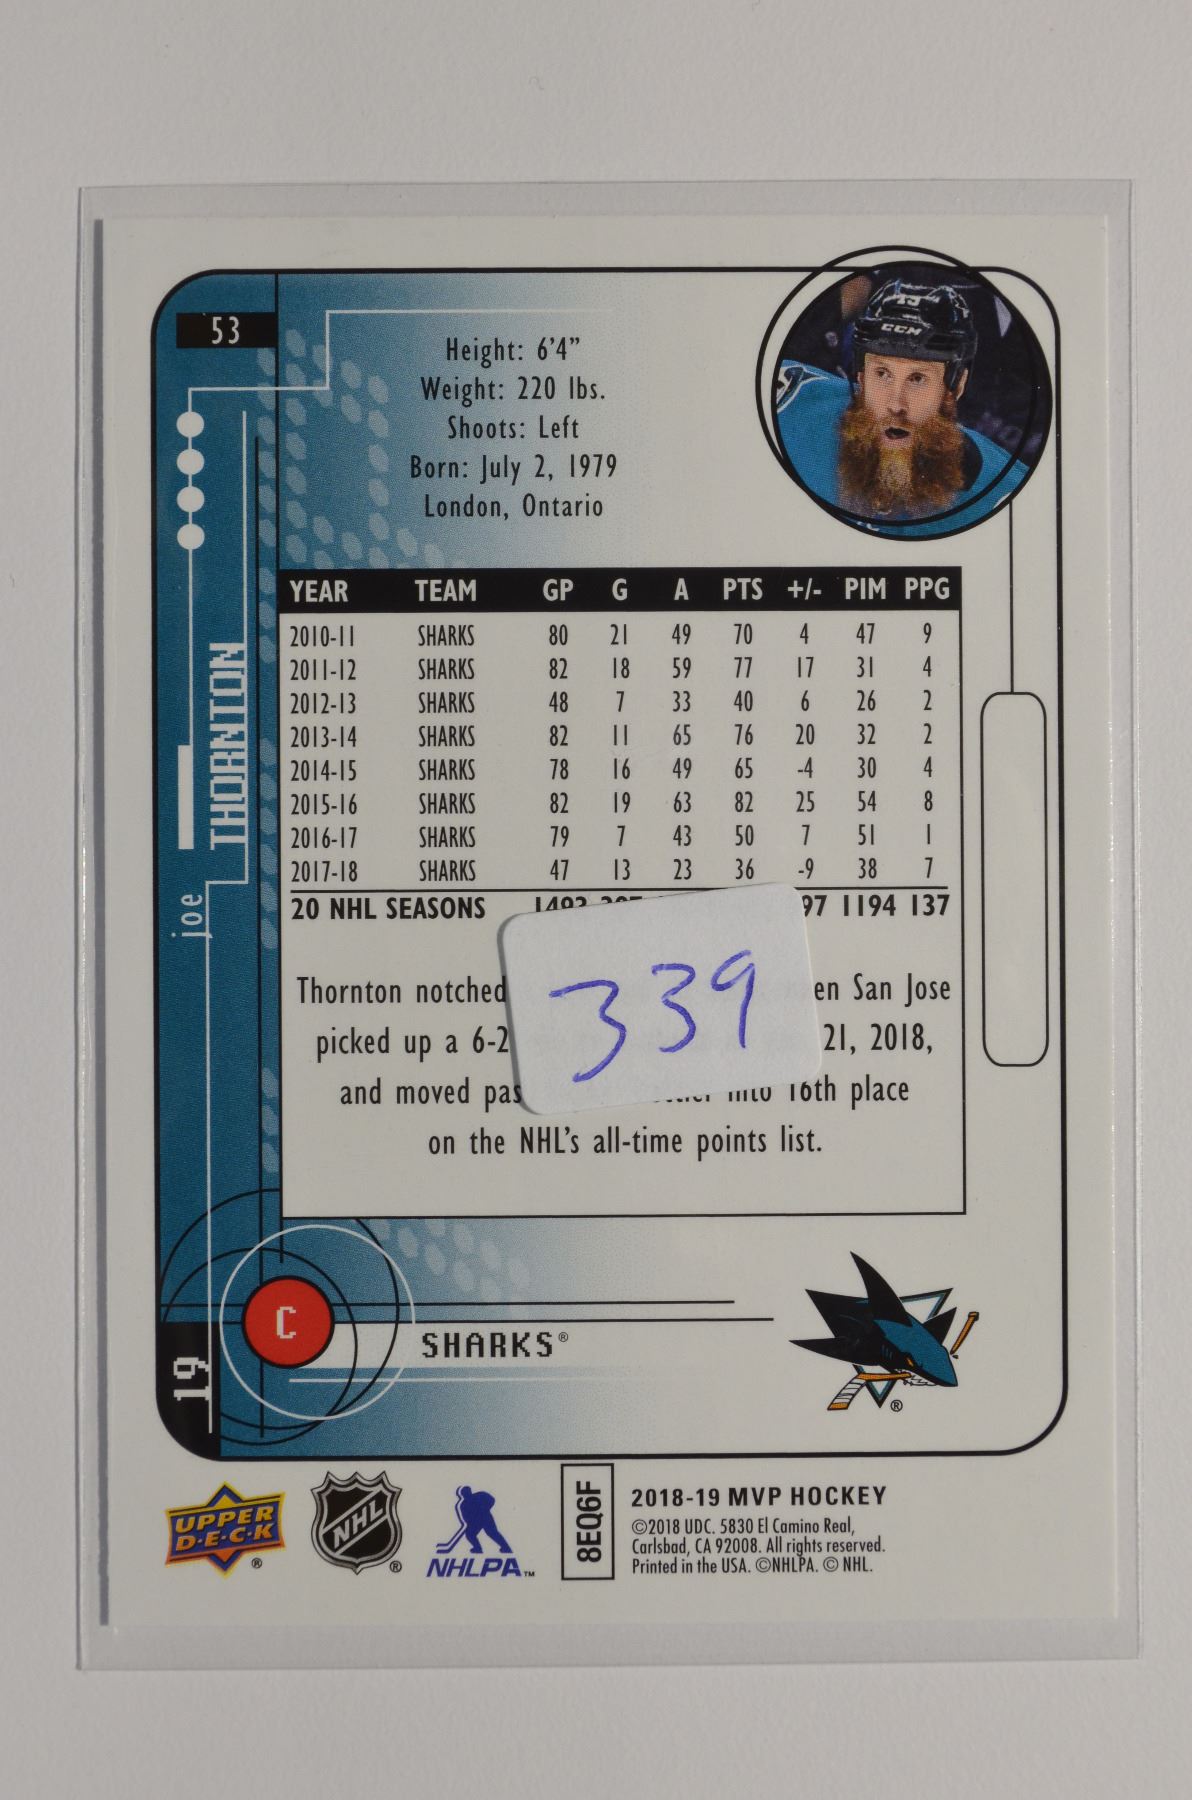 53
Height: 6'4"
Weight: 220 lbs.
Shoots: Left
Born: July 2, 1979
London, Ontario
19
CCM
joe THORNTON
YEAR TEAM GP G A PTS +/- PIM PPG
2010-11 SHARKS 80 21 49 70 4 47 9
2011-12 SHARKS 82 18 59 77 17 31 4
2012-13 SHARKS 48 7 33 40 6 26 2
2013-14 SHARKS 82 11 65 76 20 32 2
2014-15 SHARKS 78 16 49 65 -4 30 4
2015-16 SHARKS 82 19 63 82 25 54 8
2016-17 SHARKS 79 7 43 50 7 51 1
2017-18 SHARKS 47 13 23 36 -9 38 7
20 NHL SEASONS 1493 97 1194 137
339
Thornton notched en San Jose
picked up a 6-2 21, 2018,
and moved pas into 16th place
on the NHL's all-time points list.
C
SHARKS®
19
®
UPPER D·E·C·K ®
NHL ®
NHLPA™
8EQ6F
2018-19 MVP HOCKEY
©2018 UDC. 5830 El Camino Real,
Carlsbad, CA 92008. All rights reserved.
Printed in the USA. ©NHLPA. © NHL.